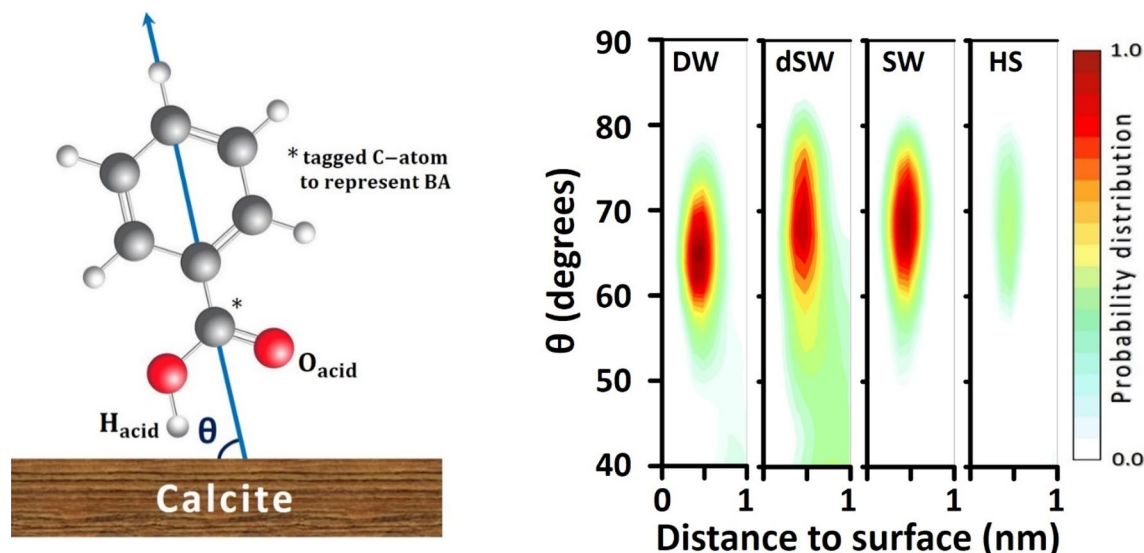 * tagged C–atom
to represent BA
*
O_acid
H_acid
θ
Calcite
θ (degrees)
90
80
70
60
50
40
DW
dSW
SW
HS
0
1
1
1
1
Distance to surface (nm)
1.0
Probability distribution
0.0